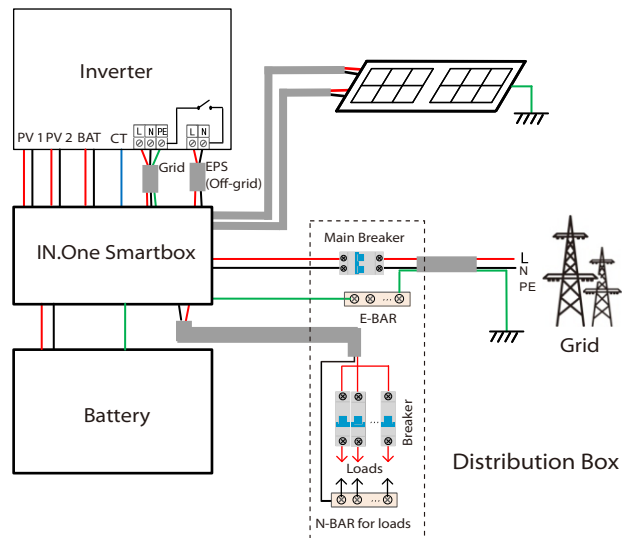 Inverter
PV 1 PV 2 BAT CT
L N PE
L N
Grid
EPS
(Off-grid)
IN.One Smartbox
Main Breaker
L
N
PE
E-BAR
Grid
Battery
Breaker
...
...
Loads
...
N-BAR for loads
Distribution Box